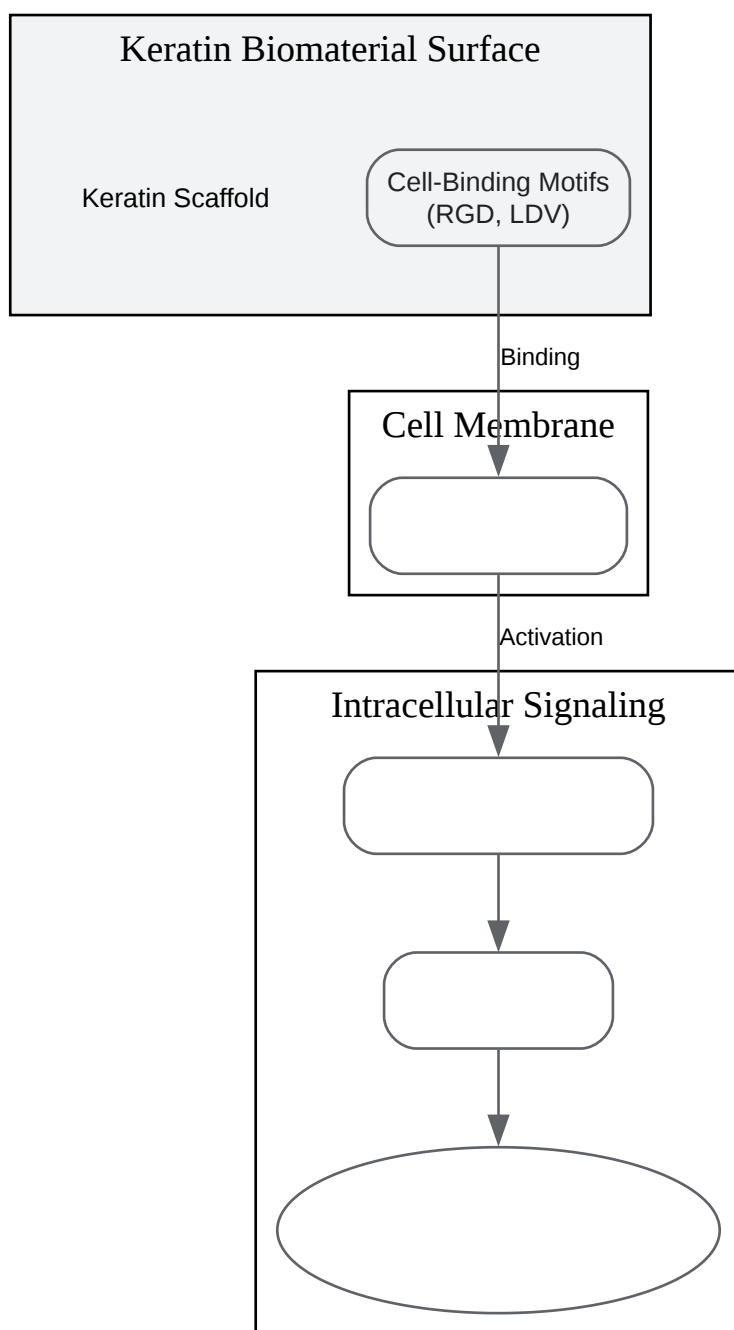 Keratin Biomaterial Surface
Keratin Scaffold
Cell-Binding Motifs
(RGD, LDV)
Binding
Cell Membrane
Activation
Intracellular Signaling